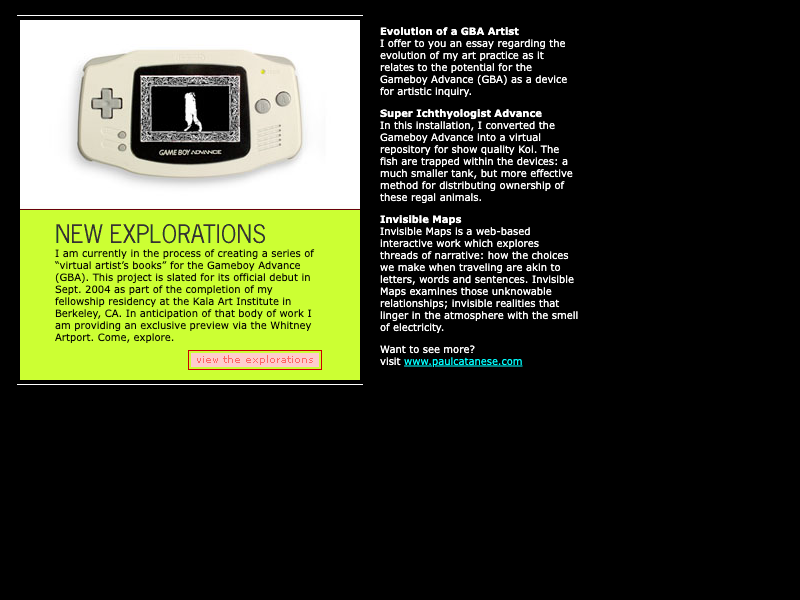 GAME BOY ADVANCE
NEW EXPLORATIONS
I am currently in the process of creating a series of
“virtual artist’s books” for the Gameboy Advance
(GBA). This project is slated for its official debut in
Sept. 2004 as part of the completion of my
fellowship residency at the Kala Art Institute in
Berkeley, CA. In anticipation of that body of work I
am providing an exclusive preview via the Whitney
Artport. Come, explore.
view the explorations
Evolution of a GBA Artist
I offer to you an essay regarding the
evolution of my art practice as it
relates to the potential for the
Gameboy Advance (GBA) as a device
for artistic inquiry.
Super Ichthyologist Advance
In this installation, I converted the
Gameboy Advance into a virtual
repository for show quality Koi. The
fish are trapped within the devices: a
much smaller tank, but more effective
method for distributing ownership of
these regal animals.
Invisible Maps
Invisible Maps is a web-based
interactive work which explores
threads of narrative: how the choices
we make when traveling are akin to
letters, words and sentences. Invisible
Maps examines those unknowable
relationships; invisible realities that
linger in the atmosphere with the smell
of electricity.
Want to see more?
visit www.paulcatanese.com